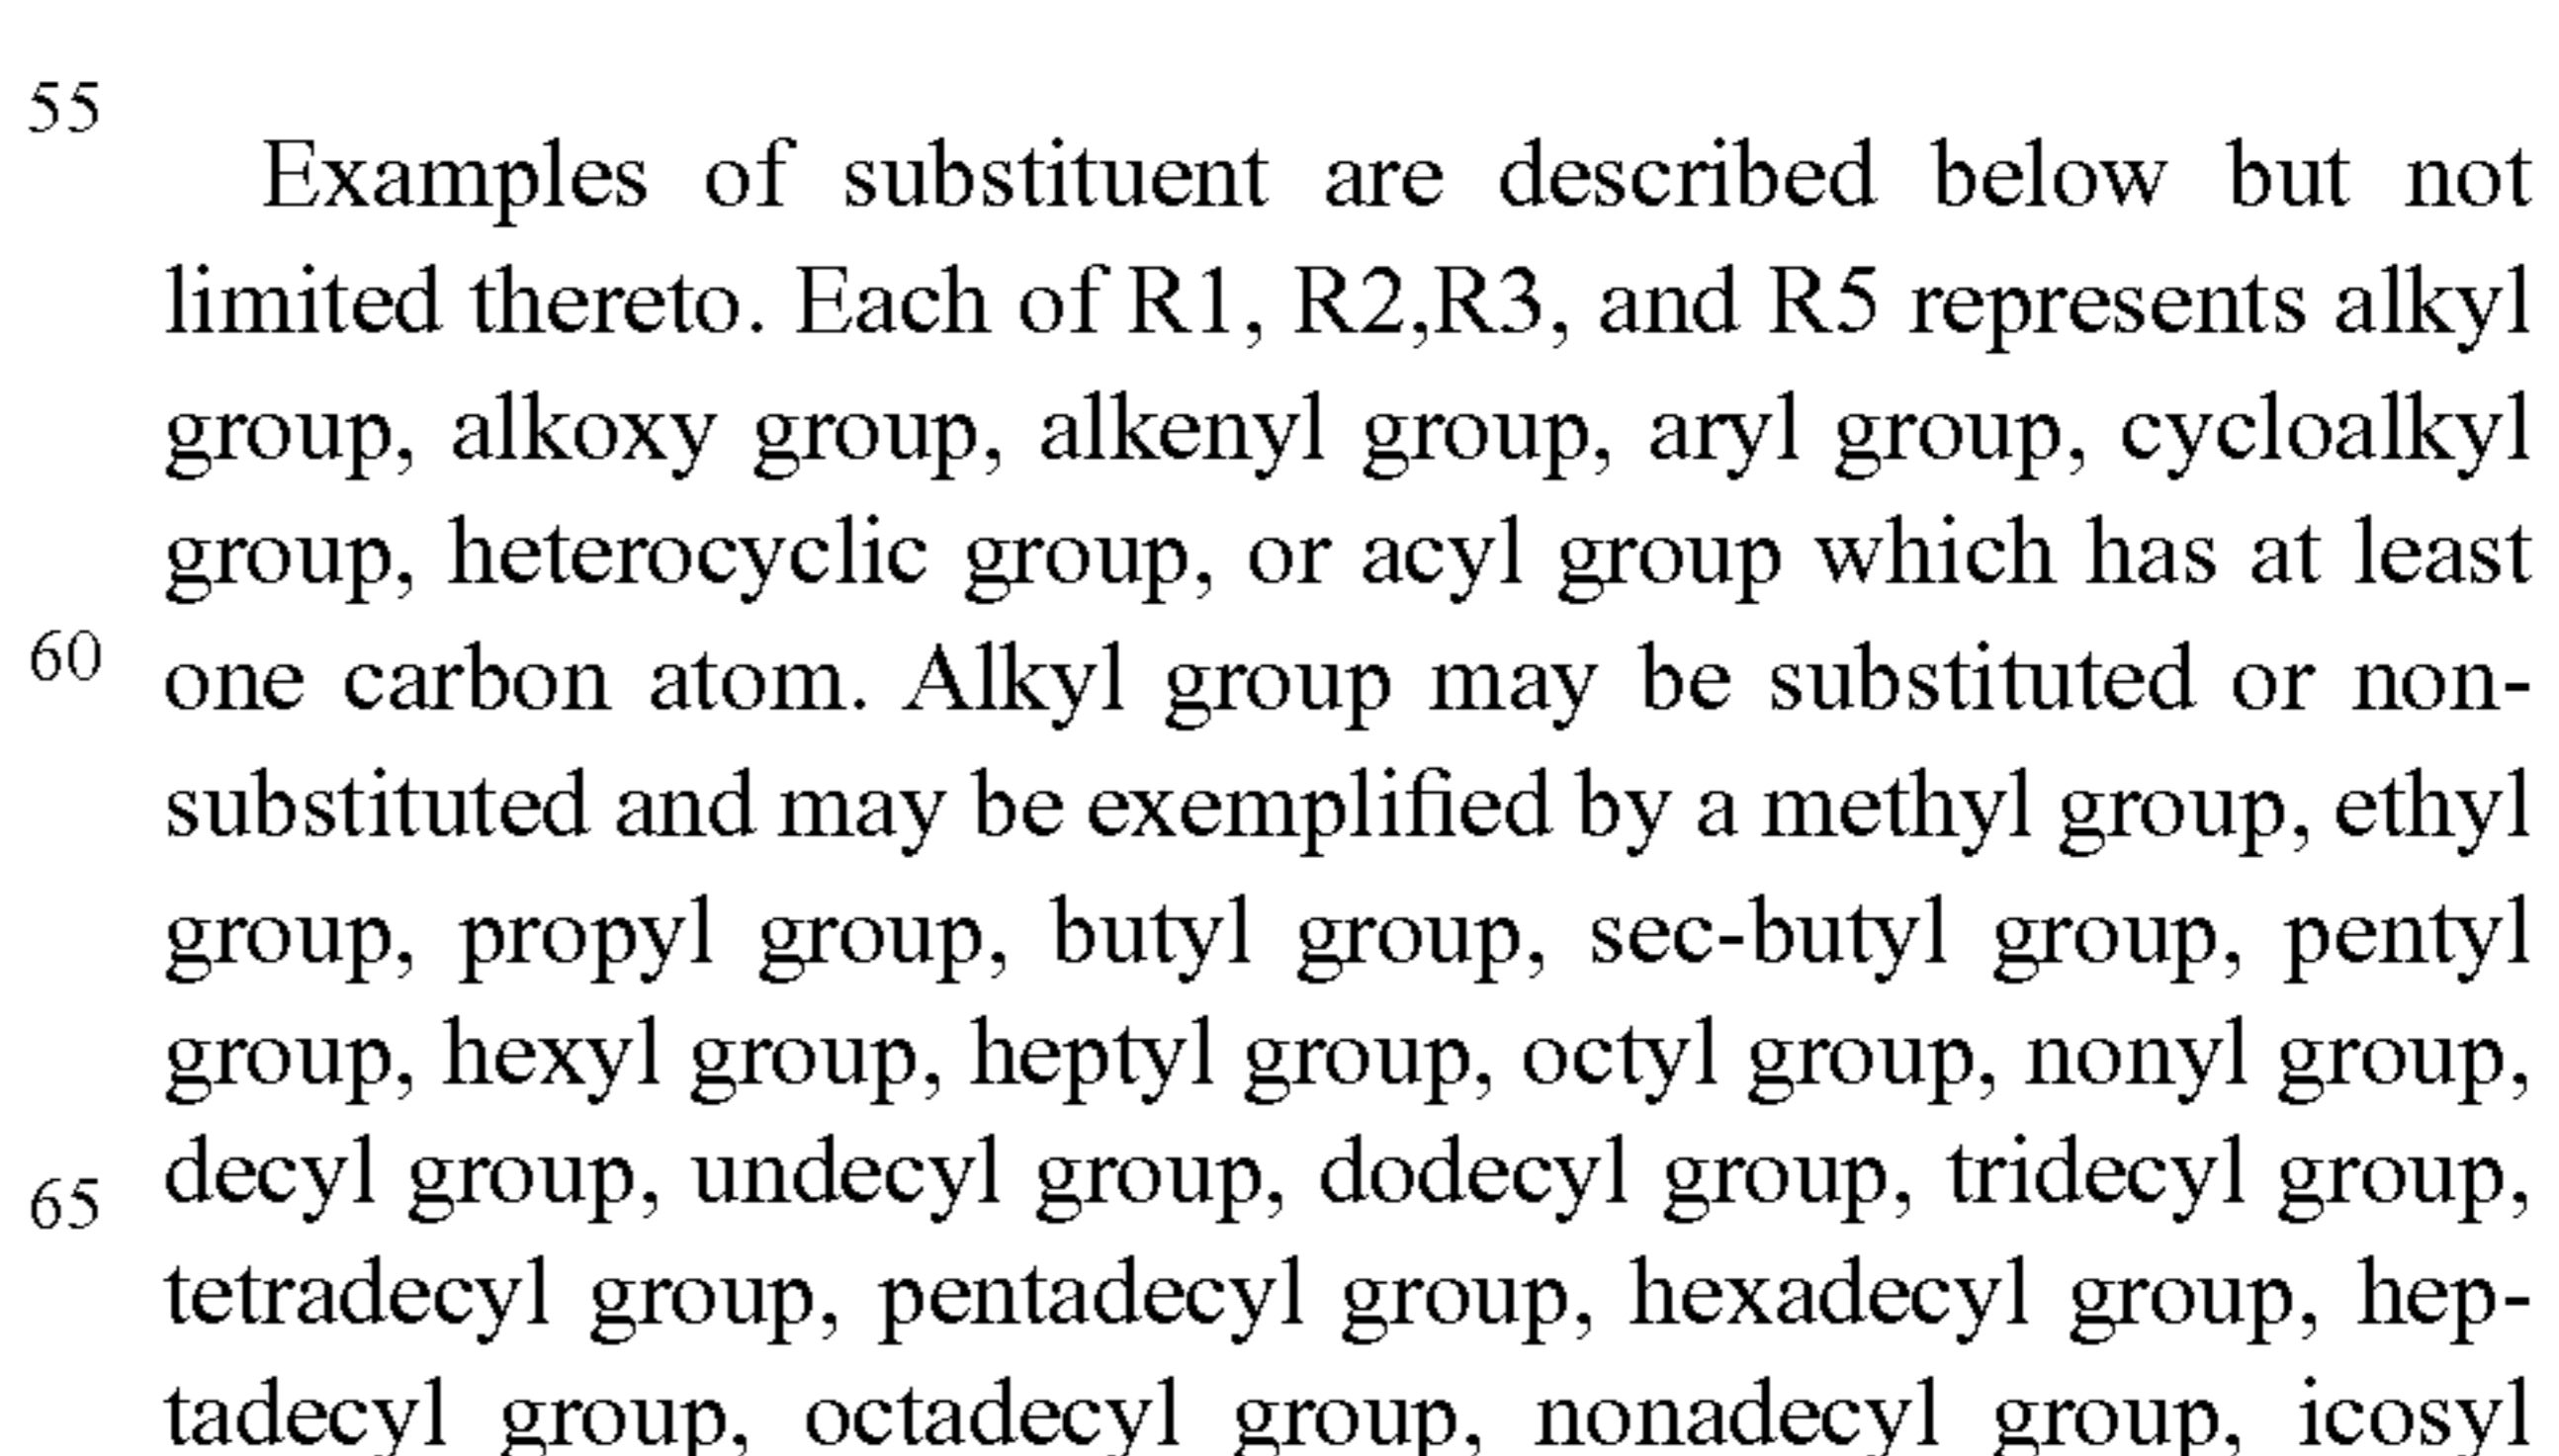 55
Examples of substituent are described below but not
limited thereto. Each of R1, R2,R3, and R5 represents alkyl
group, alkoxy group, alkenyl group, aryl group, cycloalkyl
group, heterocyclic group, or acyl group which has at least
60 one carbon atom. Alkyl group may be substituted or non-
substituted and may be exemplified by a methyl group, ethyl
group, propyl group, butyl group, sec-butyl group, pentyl
group, hexyl group, heptyl group, octyl group, nonyl group,
65 decyl group, undecyl group, dodecyl group, tridecyl group,
tetradecyl group, pentadecyl group, hexadecyl group, hep-
tadecyl group, octadecyl group, nonadecyl group, icosyl